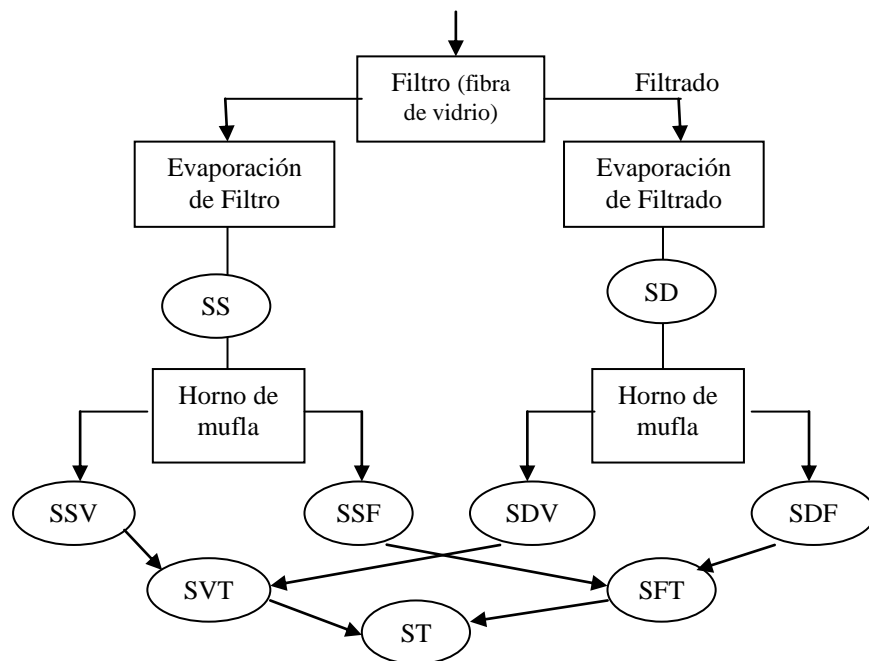 Filtro (fibra
de vidrio)
Filtrado
Evaporación
de Filtro
Evaporación
de Filtrado
SS
SD
Horno de
mufla
Horno de
mufla
SSV
SSF
SDV
SDF
SVT
SFT
ST